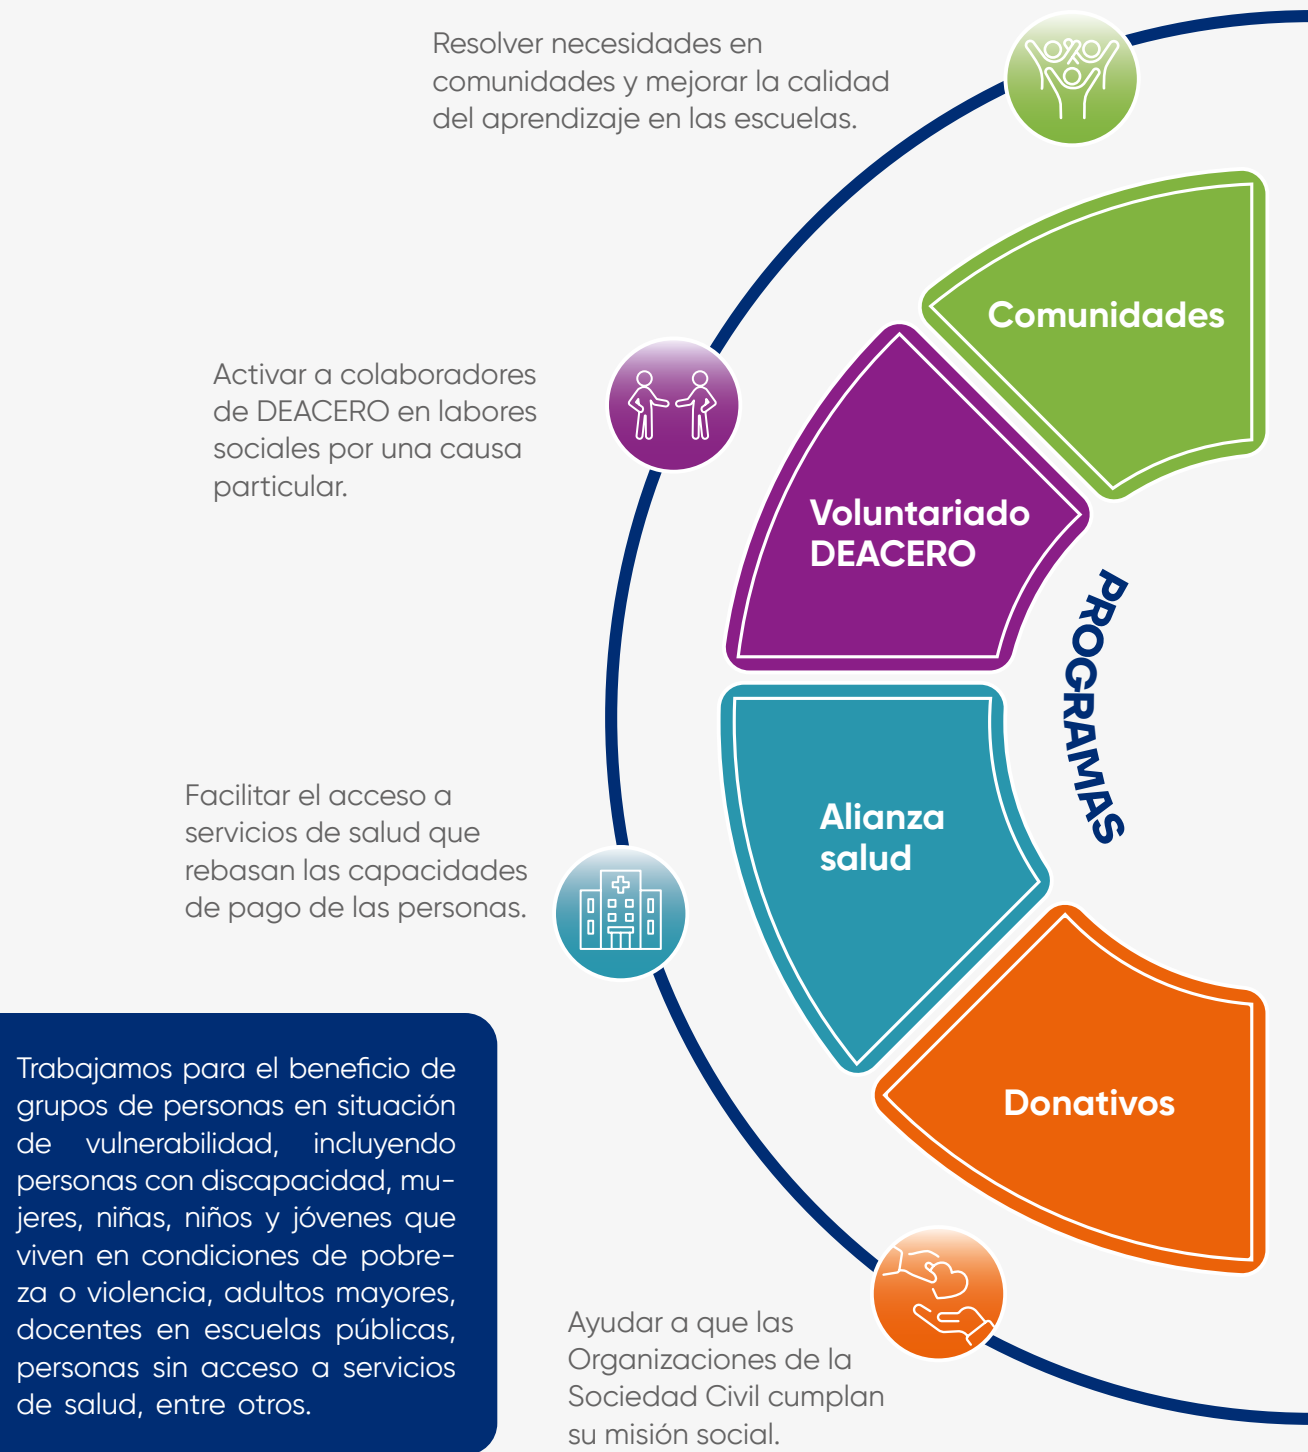 Resolver necesidades en
comunidades y mejorar la calidad
del aprendizaje en las escuelas.
Comunidades
Activar a colaboradores
de DEACERO en labores
sociales por una causa
particular.
Voluntariado
DEACERO
PROGRAMAS
Facilitar el acceso a
servicios de salud que
rebasan las capacidades
de pago de las personas.
Alianza
salud
Trabajamos para el beneficio de
grupos de personas en situación
de vulnerabilidad, incluyendo
personas con discapacidad, mu-
jeres, niñas, niños y jóvenes que
viven en condiciones de pobre-
za o violencia, adultos mayores,
docentes en escuelas públicas,
personas sin acceso a servicios
de salud, entre otros.
Donativos
Ayudar a que las
Organizaciones de la
Sociedad Civil cumplan
su misión social.